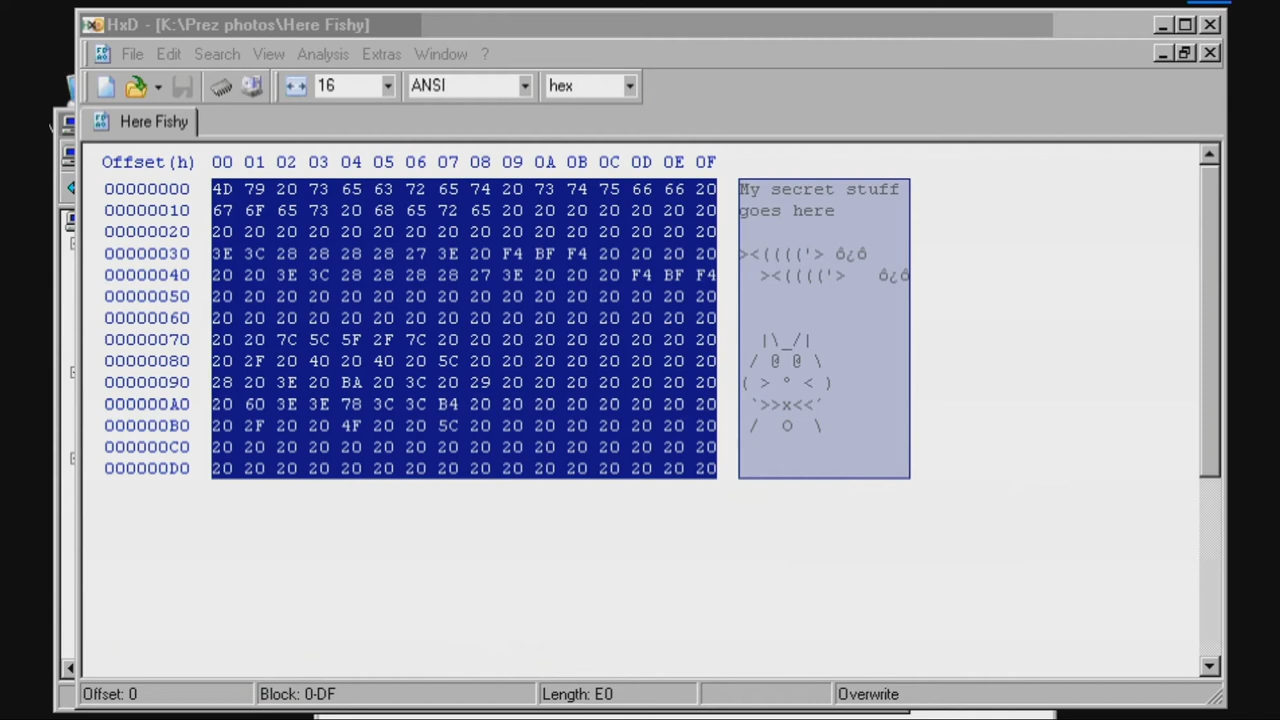 HxD - [K:\Prez photos\Here Fishy]
File Edit Search View Analysis Extras Window ?
16 ANSI hex
Here Fishy
Offset(h) 00 01 02 03 04 05 06 07 08 09 0A 0B 0C 0D 0E 0F
00000000 4D 79 20 73 65 63 72 65 74 20 73 74 75 66 66 20 My secret stuff
00000010 67 6F 65 73 20 68 65 72 65 20 20 20 20 20 20 20 goes here
00000020 20 20 20 20 20 20 20 20 20 20 20 20 20 20 20 20
00000030 3E 3C 28 28 28 28 27 3E 20 F4 BF F4 20 20 20 20 ><(((('> ô¿ô
00000040 20 20 3E 3C 28 28 28 28 27 3E 20 20 20 F4 BF F4 ><(((('>   ô¿ô
00000050 20 20 20 20 20 20 20 20 20 20 20 20 20 20 20 20
00000060 20 20 20 20 20 20 20 20 20 20 20 20 20 20 20 20
00000070 20 20 7C 5C 5F 2F 7C 20 20 20 20 20 20 20 20 20 |\_/|
00000080 20 2F 20 40 20 40 20 5C 20 20 20 20 20 20 20 20 / @ @ \
00000090 28 20 3E 20 BA 20 3C 20 29 20 20 20 20 20 20 20 ( > º < )
000000A0 20 60 3E 3E 78 3C 3C B4 20 20 20 20 20 20 20 20 `>>x<<´
000000B0 20 2F 20 20 4F 20 20 5C 20 20 20 20 20 20 20 20 /  O  \
000000C0 20 20 20 20 20 20 20 20 20 20 20 20 20 20 20 20
000000D0 20 20 20 20 20 20 20 20 20 20 20 20 20 20 20 20
Offset: 0 Block: 0-DF Length: E0 Overwrite